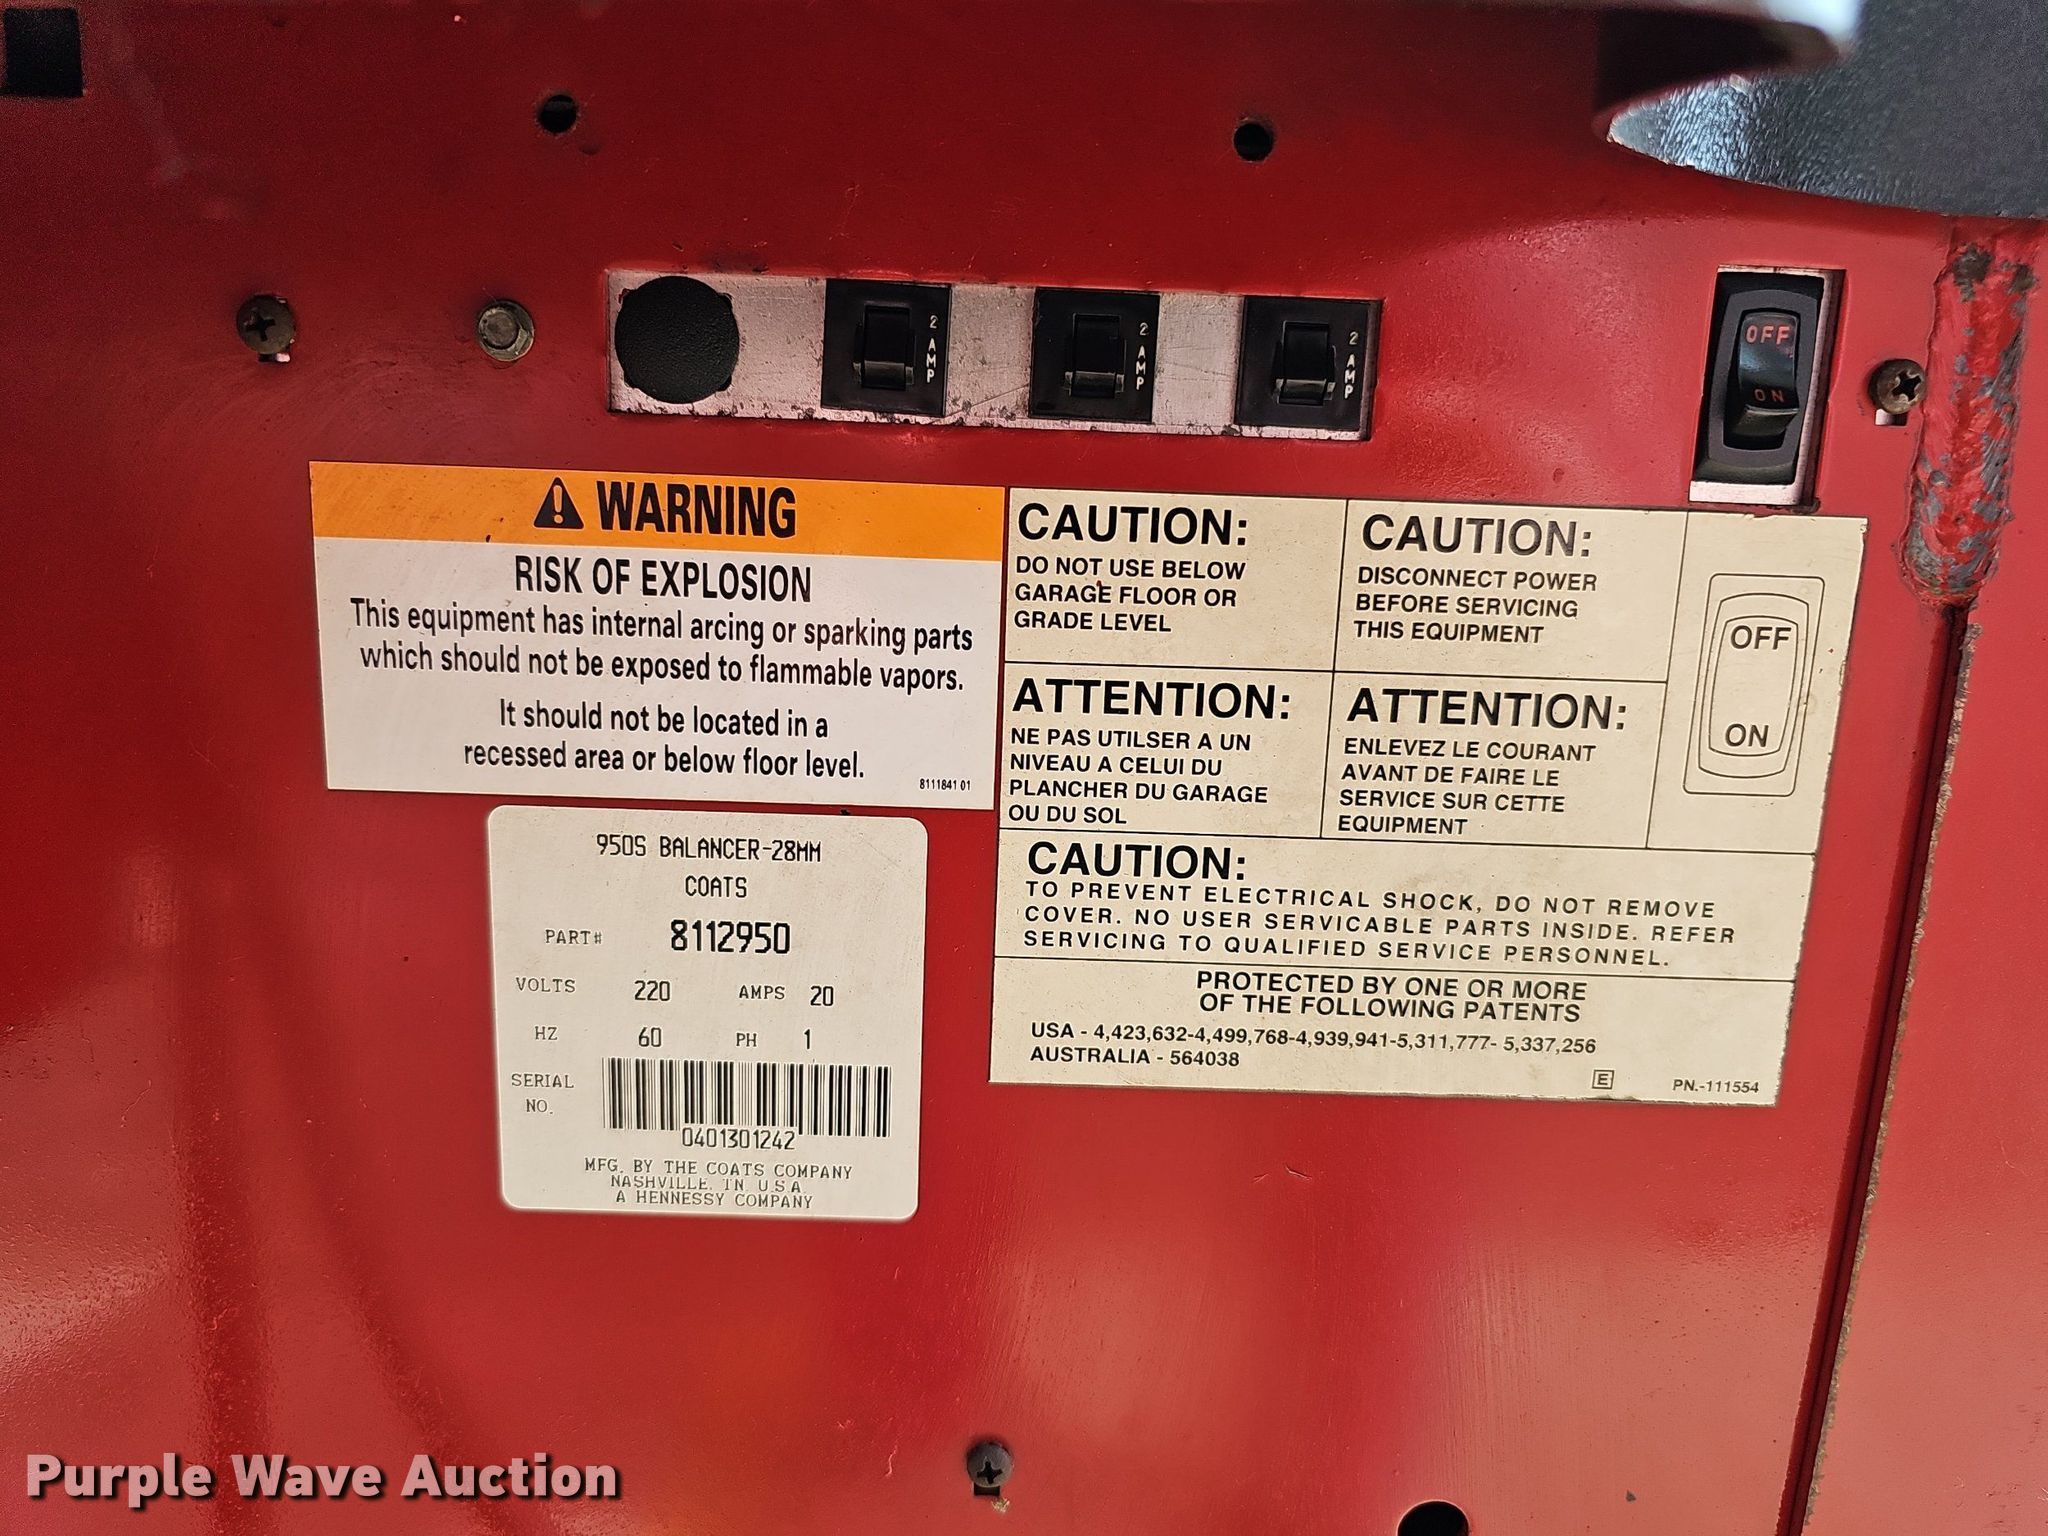 2 AMP
2 AMP
2 AMP
OFF
ON
WARNING
RISK OF EXPLOSION
This equipment has internal arcing or sparking parts
which should not be exposed to flammable vapors.
It should not be located in a
recessed area or below floor level.
8111841 01
CAUTION:
DO NOT USE BELOW
GARAGE FLOOR OR
GRADE LEVEL
CAUTION:
DISCONNECT POWER
BEFORE SERVICING
THIS EQUIPMENT
OFF
ON
ATTENTION:
NE PAS UTILSER A UN
NIVEAU A CELUI DU
PLANCHER DU GARAGE
OU DU SOL
ATTENTION:
ENLEVEZ LE COURANT
AVANT DE FAIRE LE
SERVICE SUR CETTE
EQUIPMENT
CAUTION:
TO PREVENT ELECTRICAL SHOCK, DO NOT REMOVE
COVER. NO USER SERVICABLE PARTS INSIDE. REFER
SERVICING TO QUALIFIED SERVICE PERSONNEL.
PROTECTED BY ONE OR MORE
OF THE FOLLOWING PATENTS
USA - 4,423,632-4,499,768-4,939,941-5,311,777- 5,337,256
AUSTRALIA - 564038
E PN.-111554
950S BALANCER-28MM
COATS
PART# 8112950
VOLTS 220 AMPS 20
HZ 60 PH 1
SERIAL
NO.
0401301242
MFG. BY THE COATS COMPANY
NASHVILLE, TN U.S.A.
A HENNESSY COMPANY
Purple Wave Auction